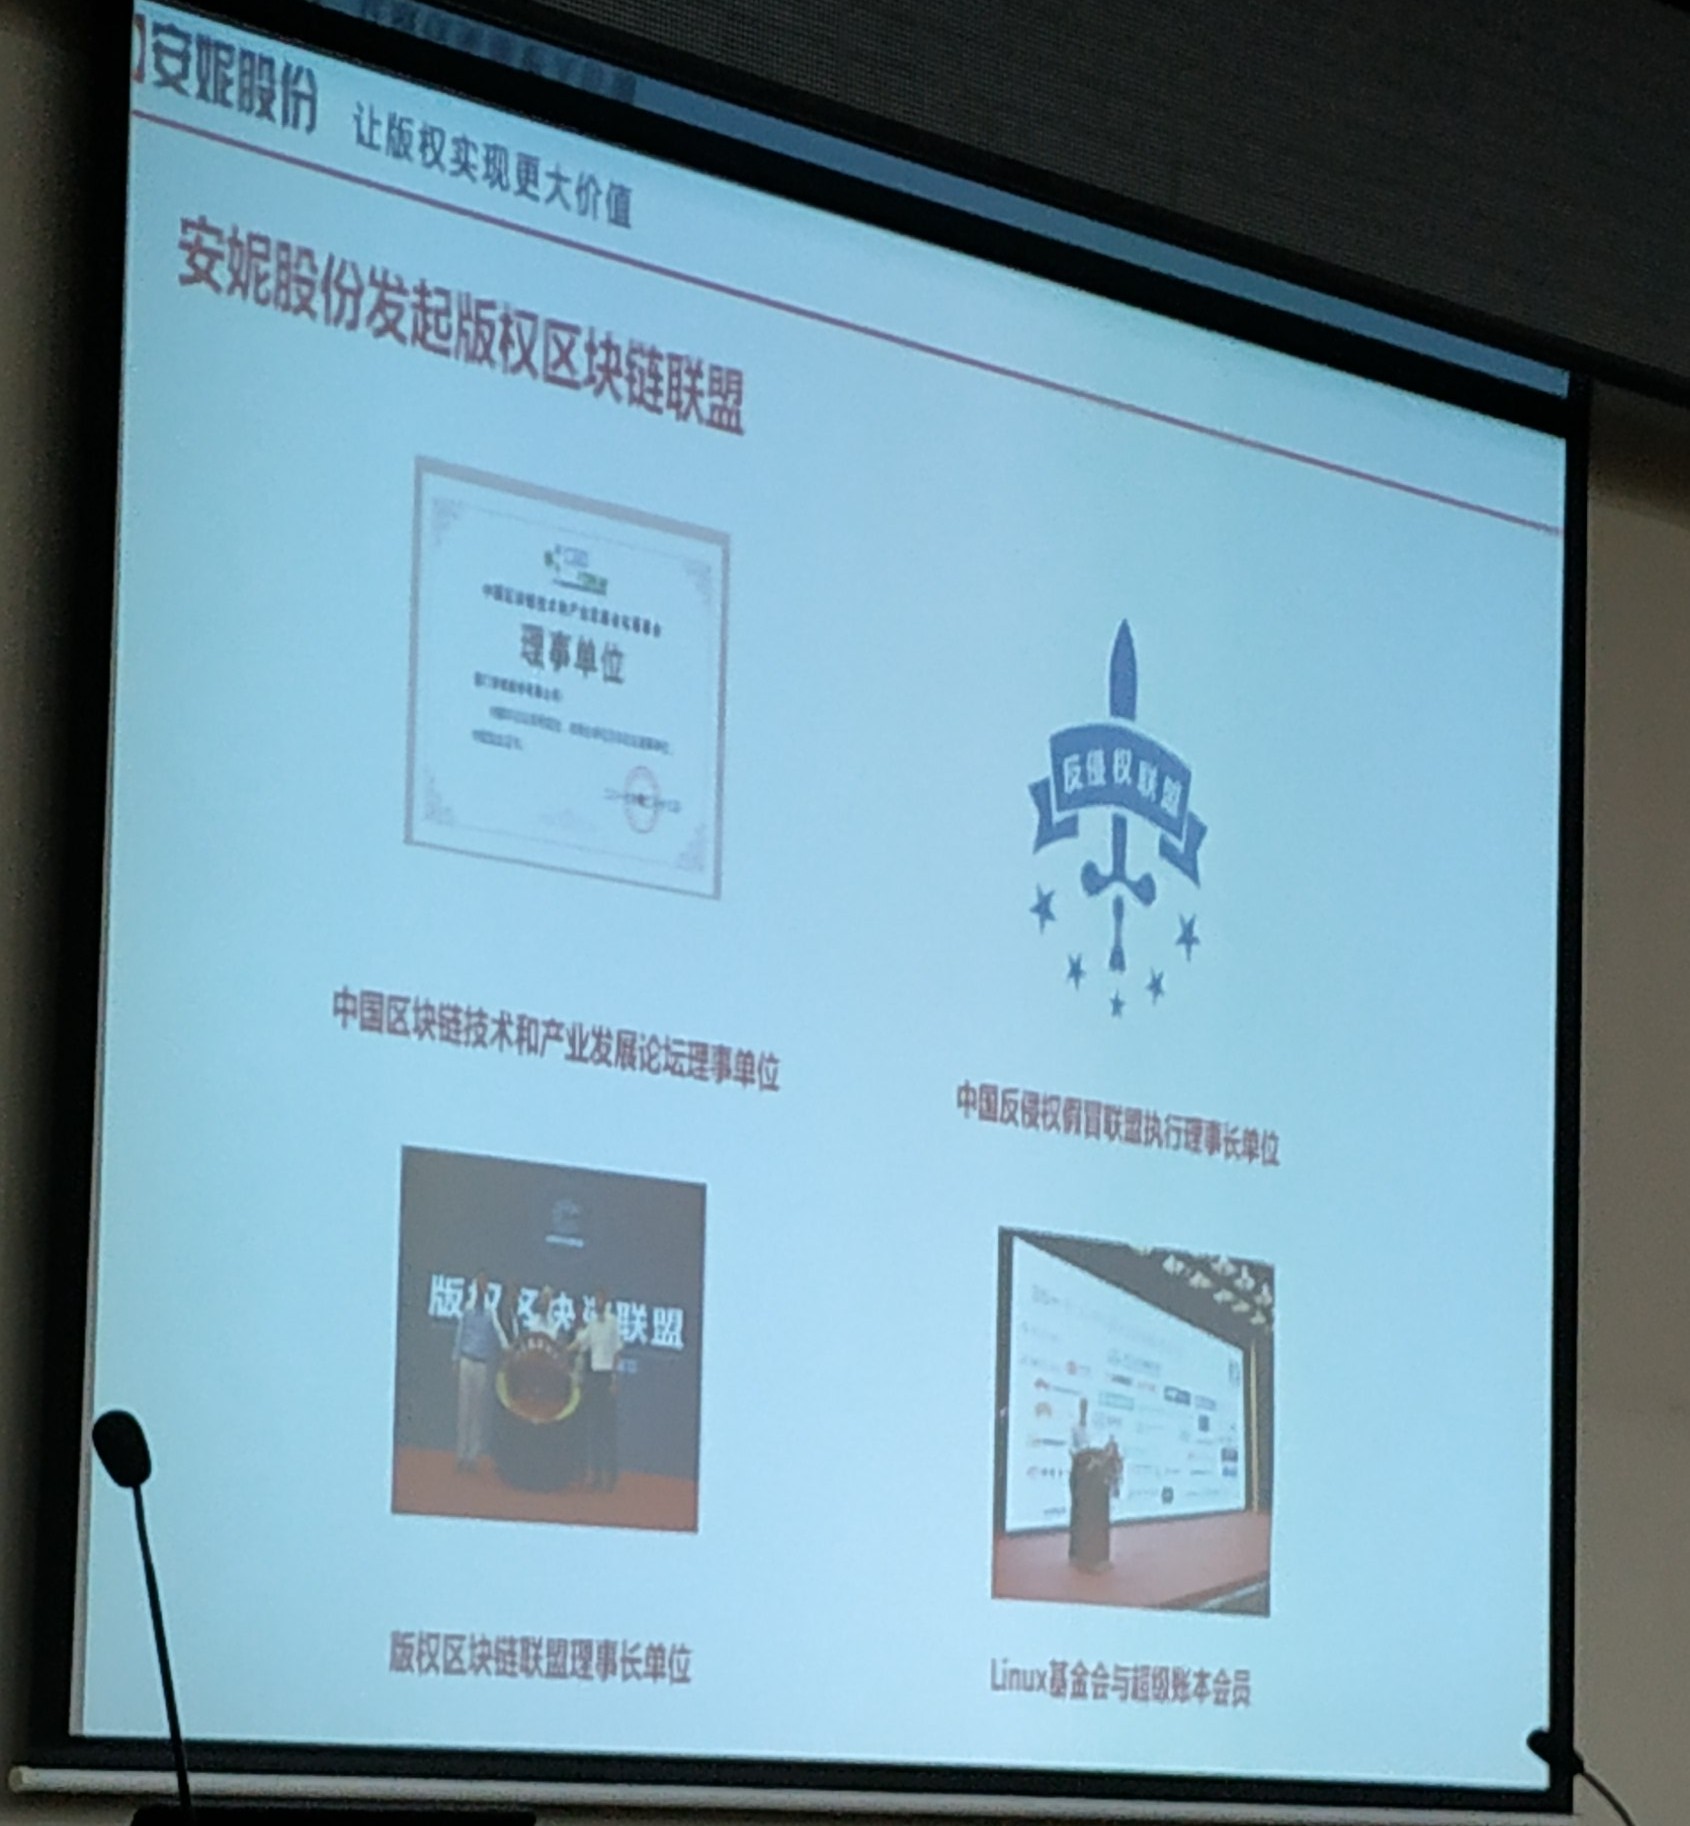 安妮股份 让版权实现更大价值
安妮股份发起版权区块链联盟
理事单位
反侵权联盟
中国区块链技术和产业发展论坛理事单位
中国反侵权假冒联盟执行理事长单位
版权区块链联盟
版权区块链联盟理事长单位
Linux基金会与超级账本会员